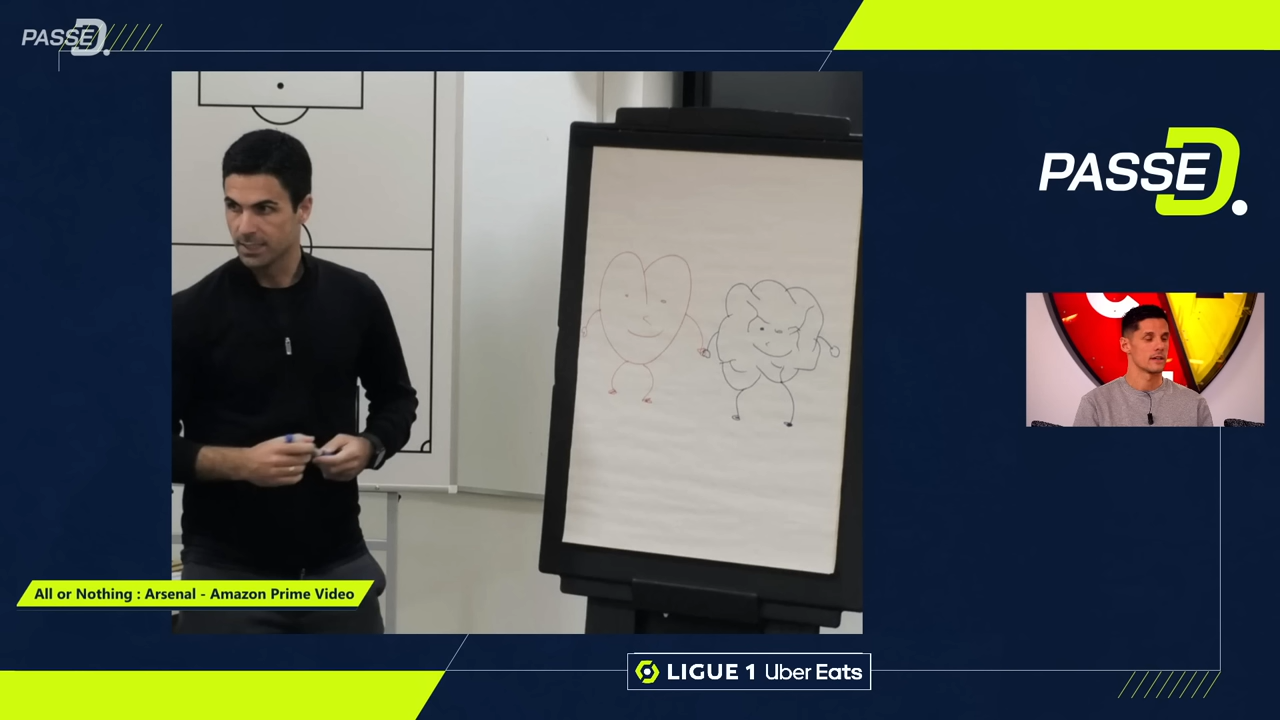 PASSE D.
PASSE D.
All or Nothing : Arsenal - Amazon Prime Video
LIGUE 1 Uber Eats